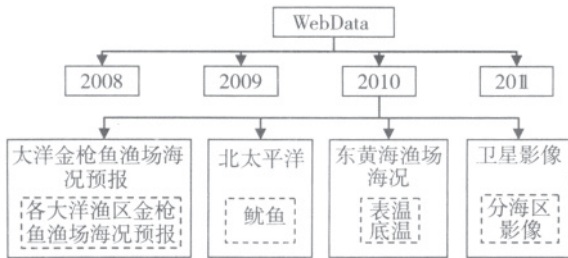 WebData
2008
2009
2010
2011
大洋金枪鱼渔场海
况预报
各大洋渔区金枪
鱼渔场海况预报
北太平洋
鱿鱼
东黄海渔场
海况
表温
底温
卫星影像
分海区
影像